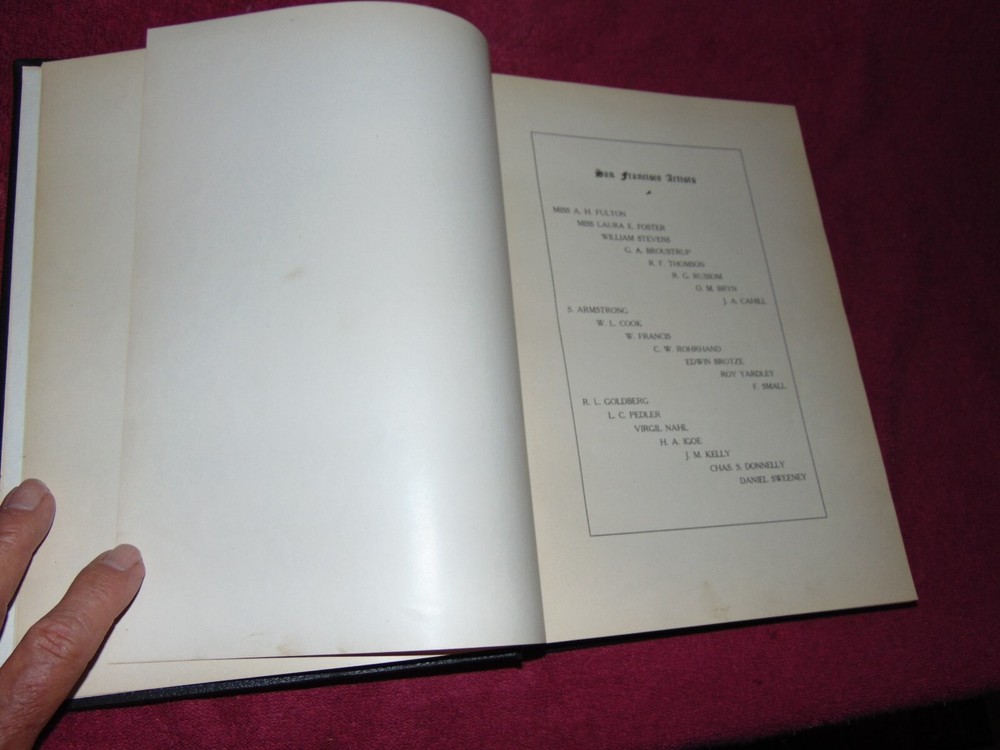 San Francisco Artists
MISS A. H. FULTON
MISS LAURA E. FOSTER
WILLIAM STEVENS
G. A. BROUSTRUP
R. F. THOMSON
R. G. RUSSOM
O. M. BRYN
J. A. CAHILL
S. ARMSTRONG
W. L. COOK
W. FRANCIS
C. W. ROHRHAND
EDWIN BROTZE
ROY YARDLEY
F. SMALL
R. L. GOLDBERG
L. C. PEDLER
VIRGIL NAHL
H. A. IGOE
J. M. KELLY
CHAS. S. DONNELLY
DANIEL SWEENEY